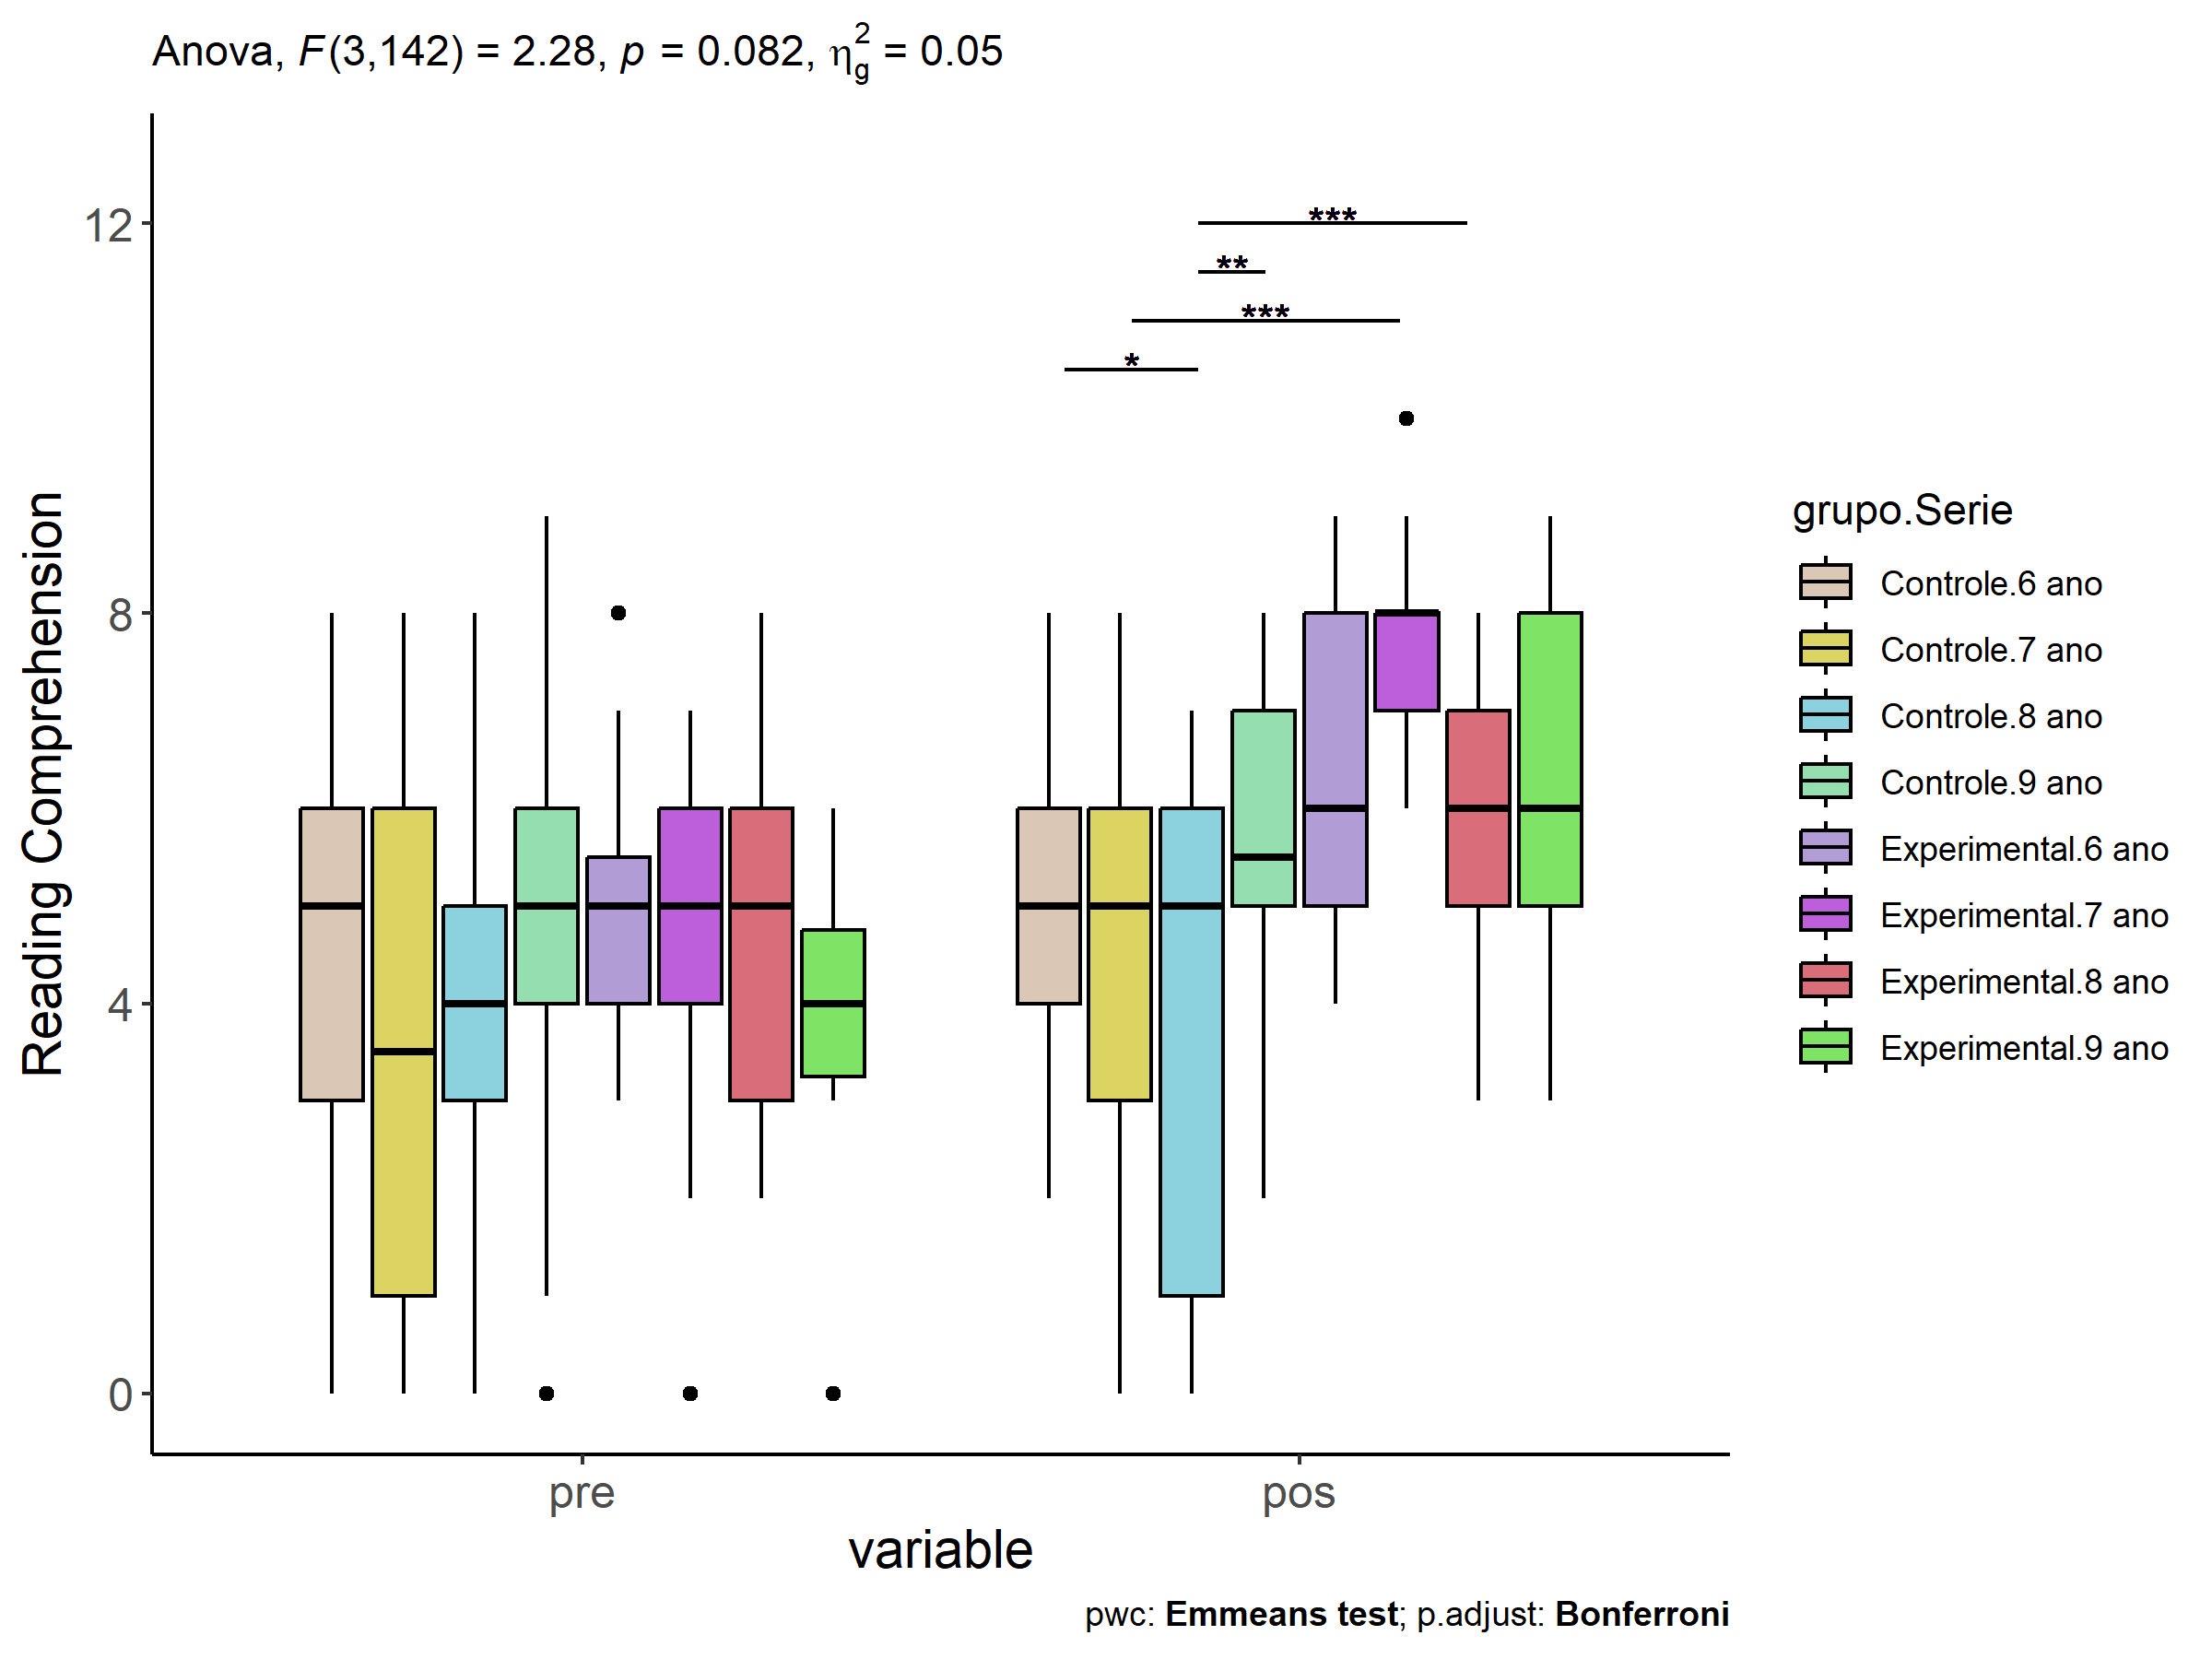 Anova, F(3,142) = 2.28, p = 0.082, η²g = 0.05
***
**
***
*
12
8
4
0
Reading Comprehension
pre
pos
variable
grupo.Serie
Controle.6 ano
Controle.7 ano
Controle.8 ano
Controle.9 ano
Experimental.6 ano
Experimental.7 ano
Experimental.8 ano
Experimental.9 ano
pwc: Emmeans test; p.adjust: Bonferroni